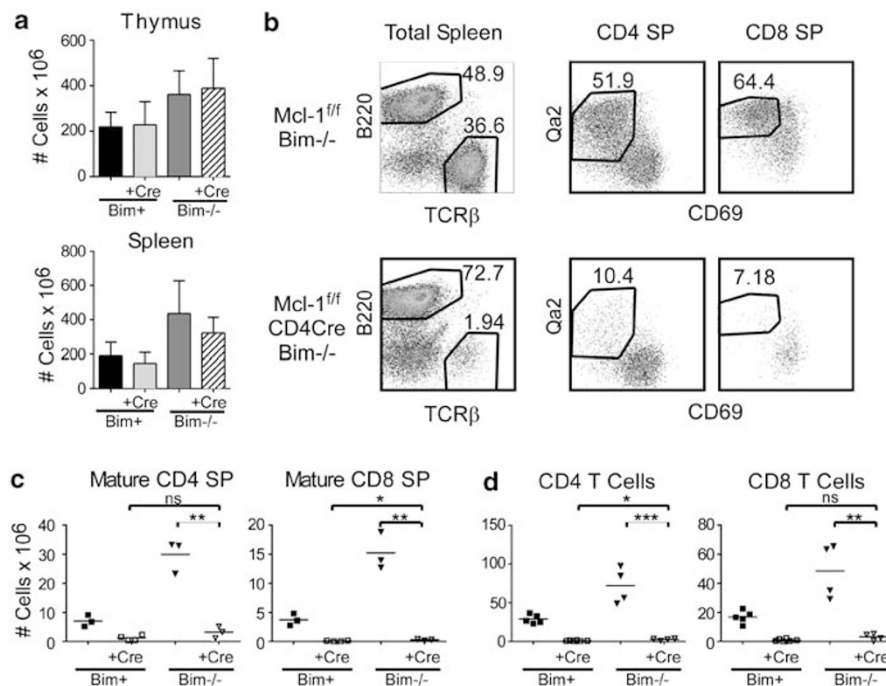 a
Thymus
# Cells x 10⁶
600
400
200
0
+Cre
+Cre
Bim+
Bim-/-
Spleen
# Cells x 10⁶
800
600
400
200
0
+Cre
+Cre
Bim+
Bim-/-
b
Total Spleen
CD4 SP
CD8 SP
Mcl-1ᶠ/ᶠ
Bim-/-
B220
48.9
36.6
TCRβ
Qa2
51.9
64.4
CD69
Mcl-1ᶠ/ᶠ
CD4Cre
Bim-/-
B220
72.7
1.94
TCRβ
Qa2
10.4
7.18
CD69
c
Mature CD4 SP
ns
**
# Cells x 10⁶
40
30
20
10
0
+Cre
+Cre
Bim+
Bim-/-
Mature CD8 SP
*
**
20
15
10
5
0
+Cre
+Cre
Bim+
Bim-/-
d
CD4 T Cells
*
***
150
100
50
0
+Cre
+Cre
Bim+
Bim-/-
CD8 T Cells
ns
**
80
60
40
20
0
+Cre
+Cre
Bim+
Bim-/-